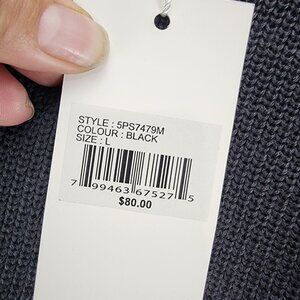 STYLE : 5PS7479M
COLOUR : BLACK
SIZE : L
7 99463 67527 5
$80.00